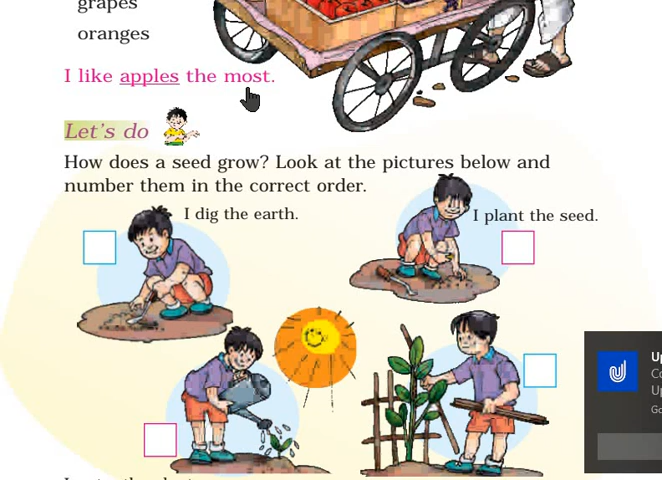 grapes
oranges
I like apples the most.
Let's do
How does a seed grow? Look at the pictures below and
number them in the correct order.
I dig the earth.
I plant the seed.